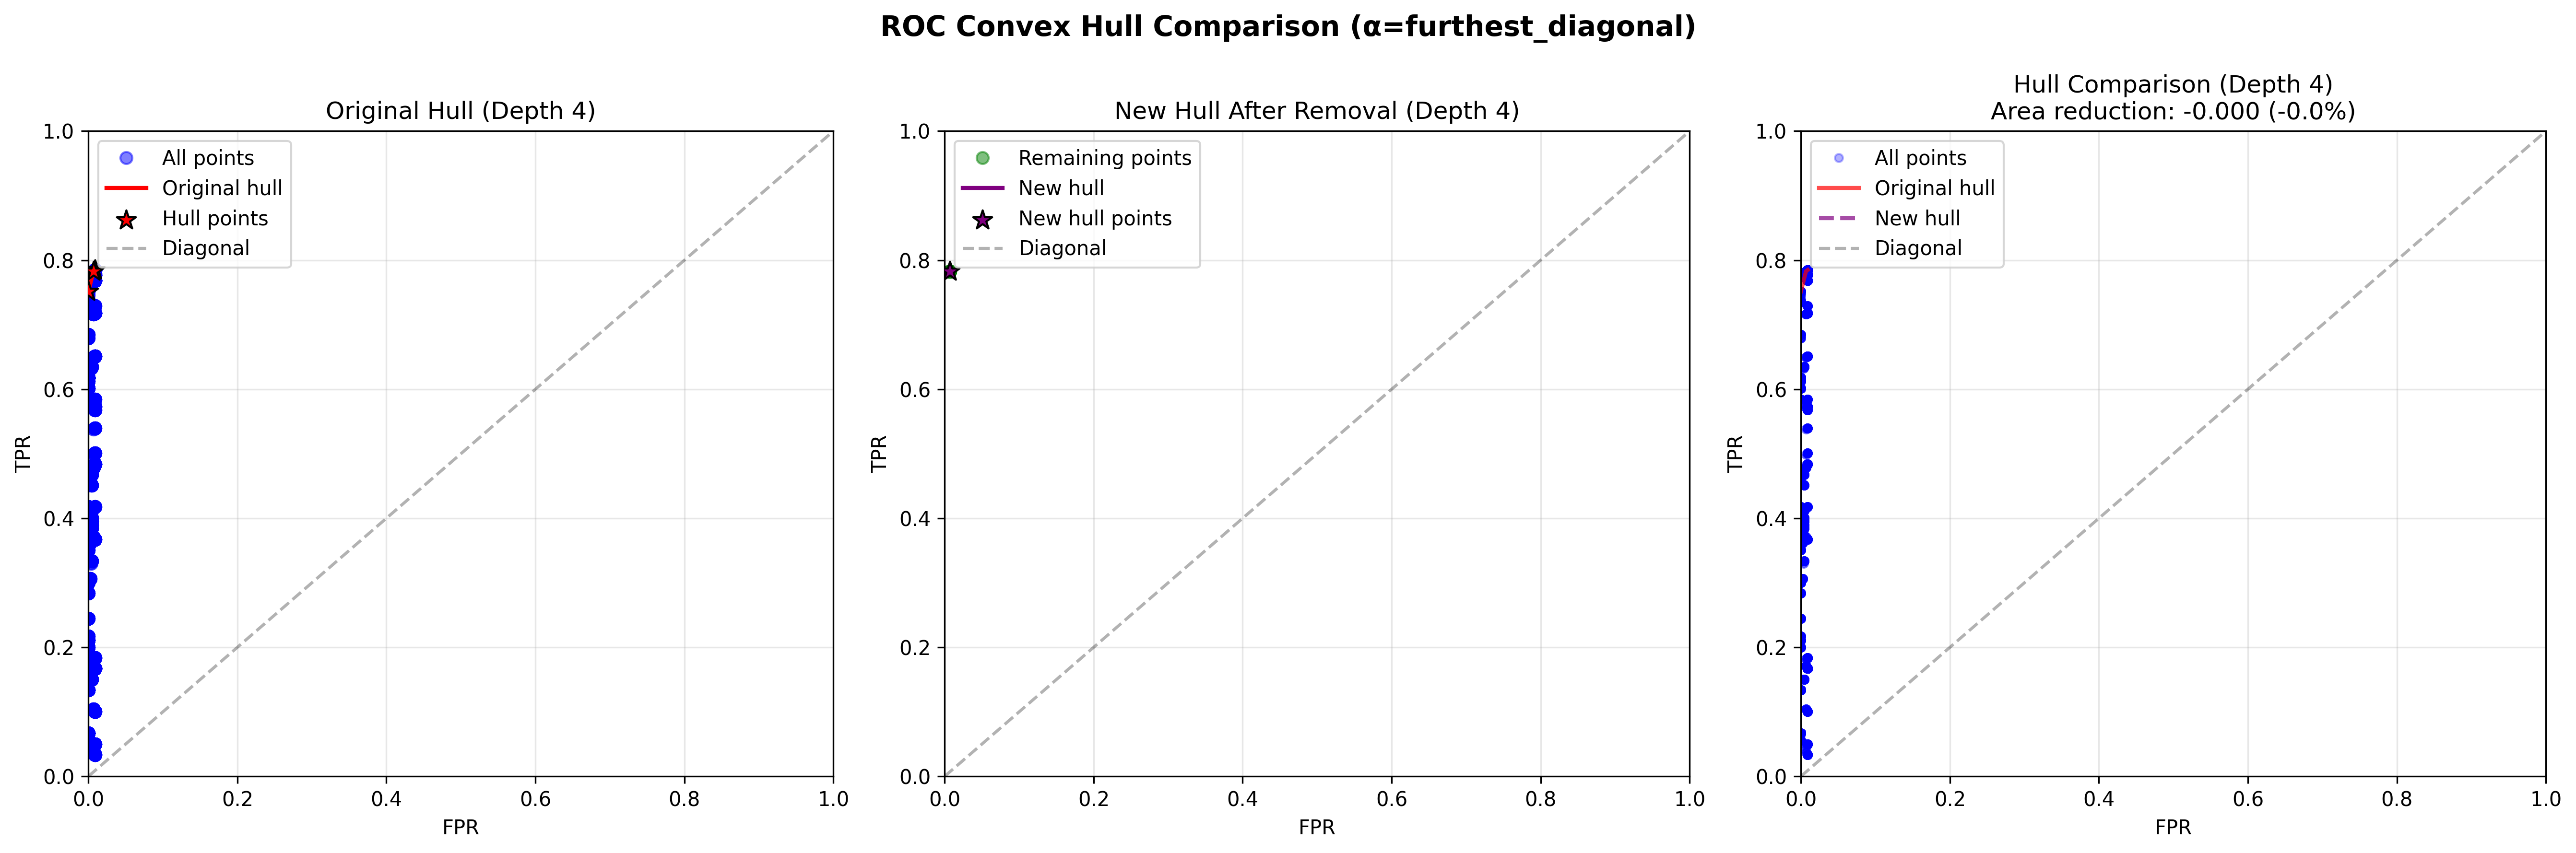 ROC Convex Hull Comparison (α=furthest_diagonal)
Original Hull (Depth 4)
1.0
0.8
0.6
0.4
0.2
0.0
TPR
All points
Original hull
Hull points
Diagonal
0.0 0.2 0.4 0.6 0.8 1.0
FPR
New Hull After Removal (Depth 4)
1.0
0.8
0.6
0.4
0.2
0.0
TPR
Remaining points
New hull
New hull points
Diagonal
0.0 0.2 0.4 0.6 0.8 1.0
FPR
Hull Comparison (Depth 4)
Area reduction: -0.000 (-0.0%)
1.0
0.8
0.6
0.4
0.2
0.0
TPR
All points
Original hull
New hull
Diagonal
0.0 0.2 0.4 0.6 0.8 1.0
FPR